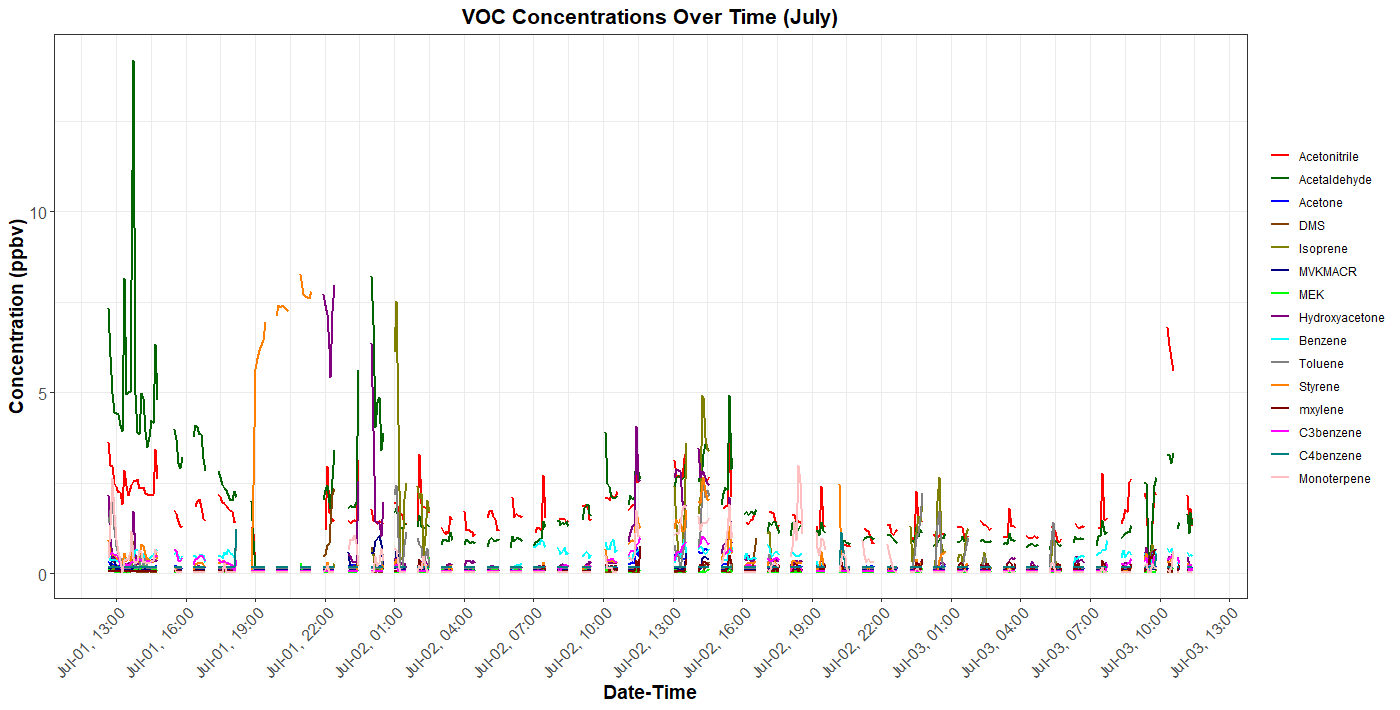 VOC Concentrations Over Time (July)
Concentration (ppbv)
10
5
0
Jul-01, 13:00
Jul-01, 16:00
Jul-01, 19:00
Jul-01, 22:00
Jul-02, 01:00
Jul-02, 04:00
Jul-02, 07:00
Jul-02, 10:00
Jul-02, 13:00
Jul-02, 16:00
Jul-02, 19:00
Jul-02, 22:00
Jul-03, 01:00
Jul-03, 04:00
Jul-03, 07:00
Jul-03, 10:00
Jul-03, 13:00
Date-Time
Acetonitrile
Acetaldehyde
Acetone
DMS
Isoprene
MVKMACR
MEK
Hydroxyacetone
Benzene
Toluene
Styrene
mxylene
C3benzene
C4benzene
Monoterpene